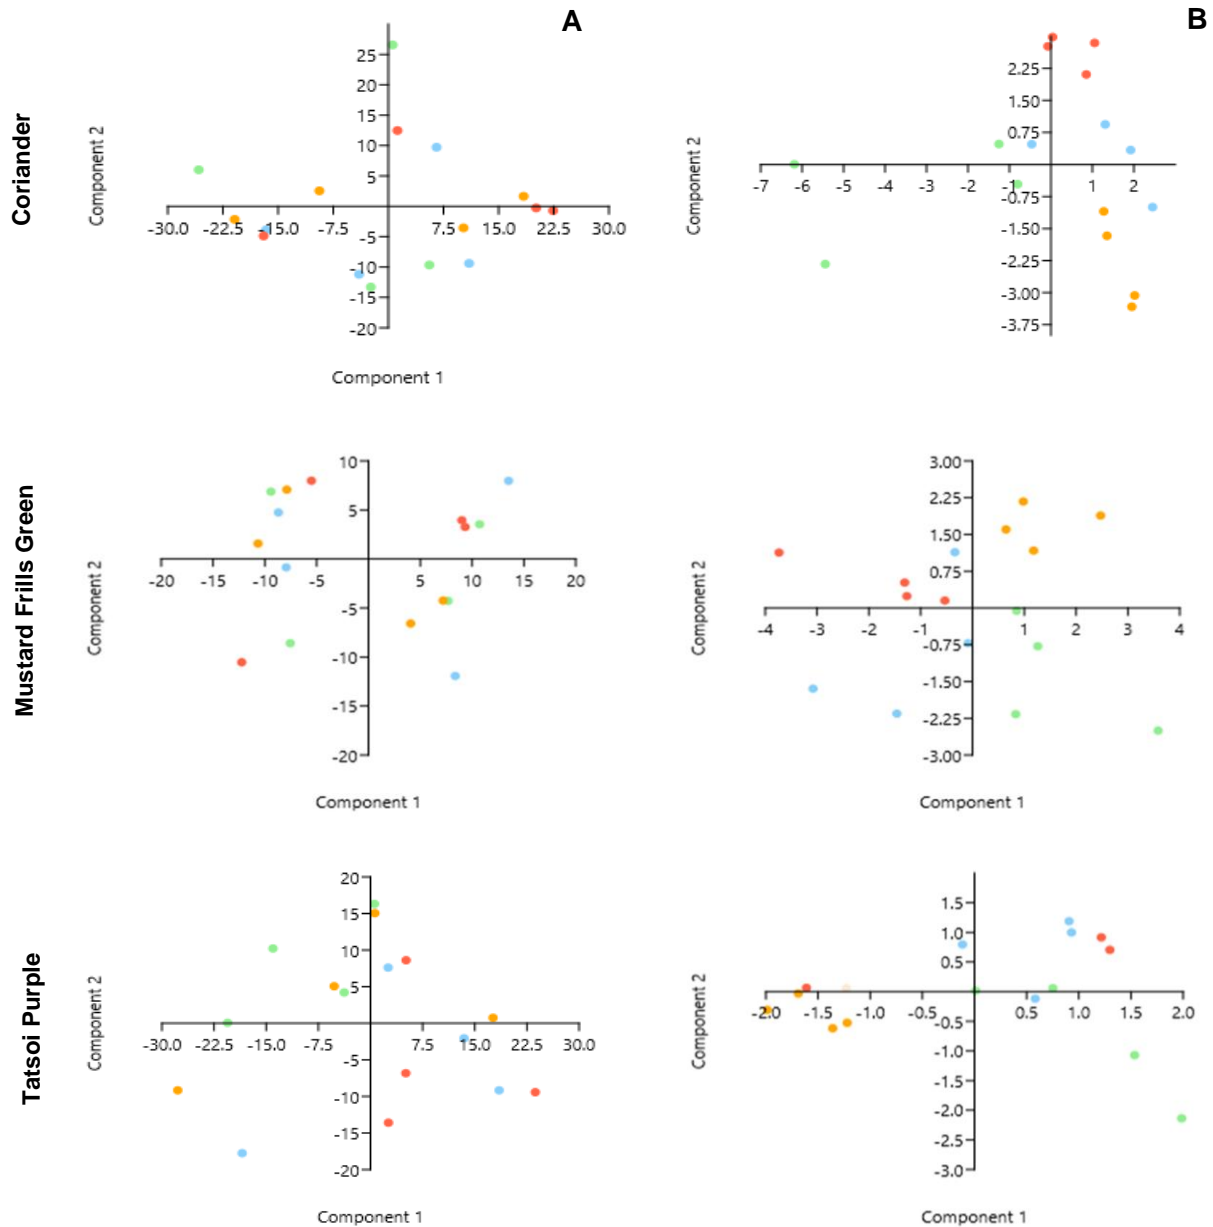 A
B
Coriander
Component 2
25
20
15
10
5
-30.0 -22.5 -15.0 -7.5 7.5 15.0 22.5 30.0
-5
-10
-15
-20
Component 1
Component 2
2.25
1.50
0.75
-7 -6 -5 -4 -3 -2 -1 1 2
-0.75
-1.50
-2.25
-3.00
-3.75
Mustard Frills Green
Component 2
10
5
-20 -15 -10 -5 5 10 15 20
-5
-10
-15
-20
Component 1
Component 2
3.00
2.25
1.50
0.75
-4 -3 -2 -1 1 2 3 4
-0.75
-1.50
-2.25
-3.00
Component 1
Tatsoi Purple
Component 2
20
15
10
5
-30.0 -22.5 -15.0 -7.5 7.5 15.0 22.5 30.0
-5
-10
-15
-20
Component 1
Component 2
1.5
1.0
0.5
-2.0 -1.5 -1.0 -0.5 0.5 1.0 1.5 2.0
-0.5
-1.0
-1.5
-2.0
-2.5
-3.0
Component 1